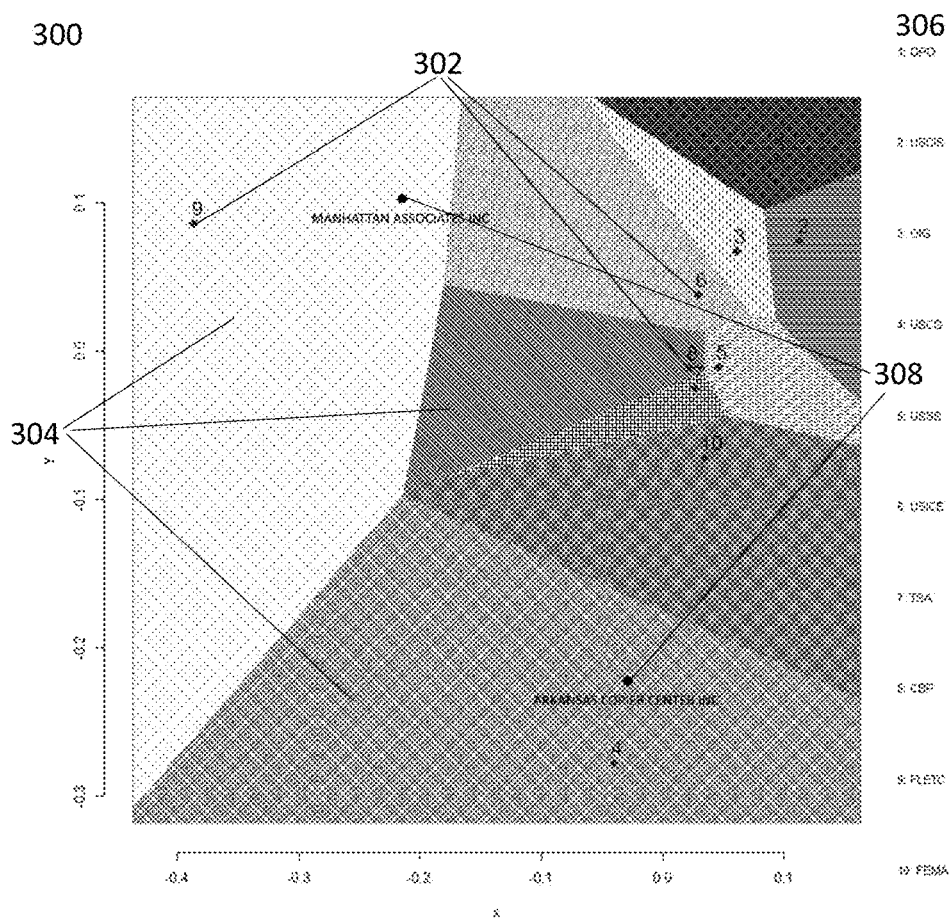 300
306
302
1: OPO
2: USCIS
9
MANHATTAN ASSOCIATES INC
3
2
3: OIG
6
4: USCG
8
5
308
5: USSS
304
10
6: USICE
7: TSA
ARKANSAS COPIER CENTER INC
8: CBP
4
9: FLETC
10: FEMA
Y
0.1
0.0
-0.1
-0.2
-0.3
-0.4
-0.3
-0.2
-0.1
0.0
0.1
X